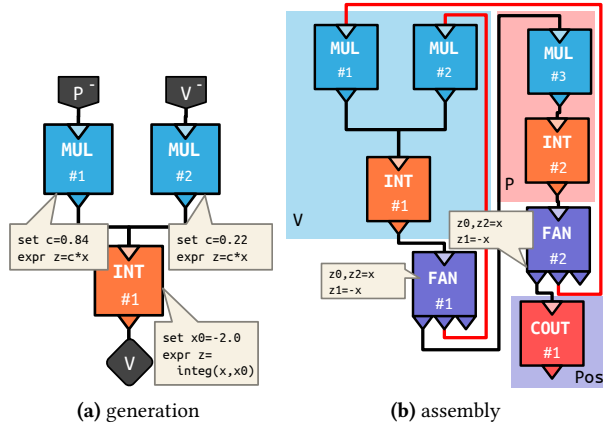 P -
V -
MUL
#1
MUL
#2
set c=0.84
expr z=c*x
set c=0.22
expr z=c*x
INT
#1
set x0=-2.0
expr z=
integ(x,x0)
V
(a) generation
MUL
#1
MUL
#2
MUL
#3
INT
#1
INT
#2
V
P
z0,z2=x
z1=-x
FAN
#1
z0,z2=x
z1=-x
FAN
#2
COUT
#1
Pos
(b) assembly